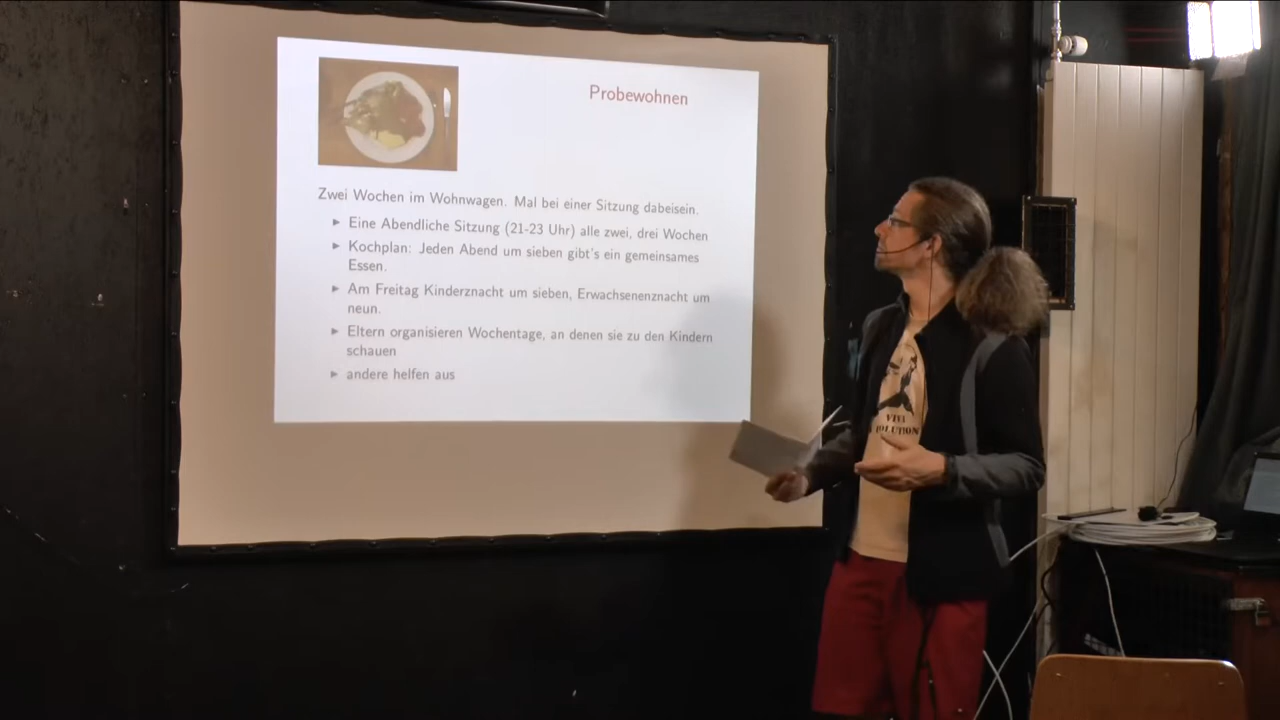 Probewohnen
Zwei Wochen im Wohnwagen. Mal bei einer Sitzung dabeisein.
Eine Abendliche Sitzung (21-23 Uhr) alle zwei, drei Wochen
Kochplan: Jeden Abend um sieben gibt's ein gemeinsames
Essen.
Am Freitag Kinderznacht um sieben, Erwachsenenznacht um
neun.
Eltern organisieren Wochentage, an denen sie zu den Kindern
schauen
andere helfen aus